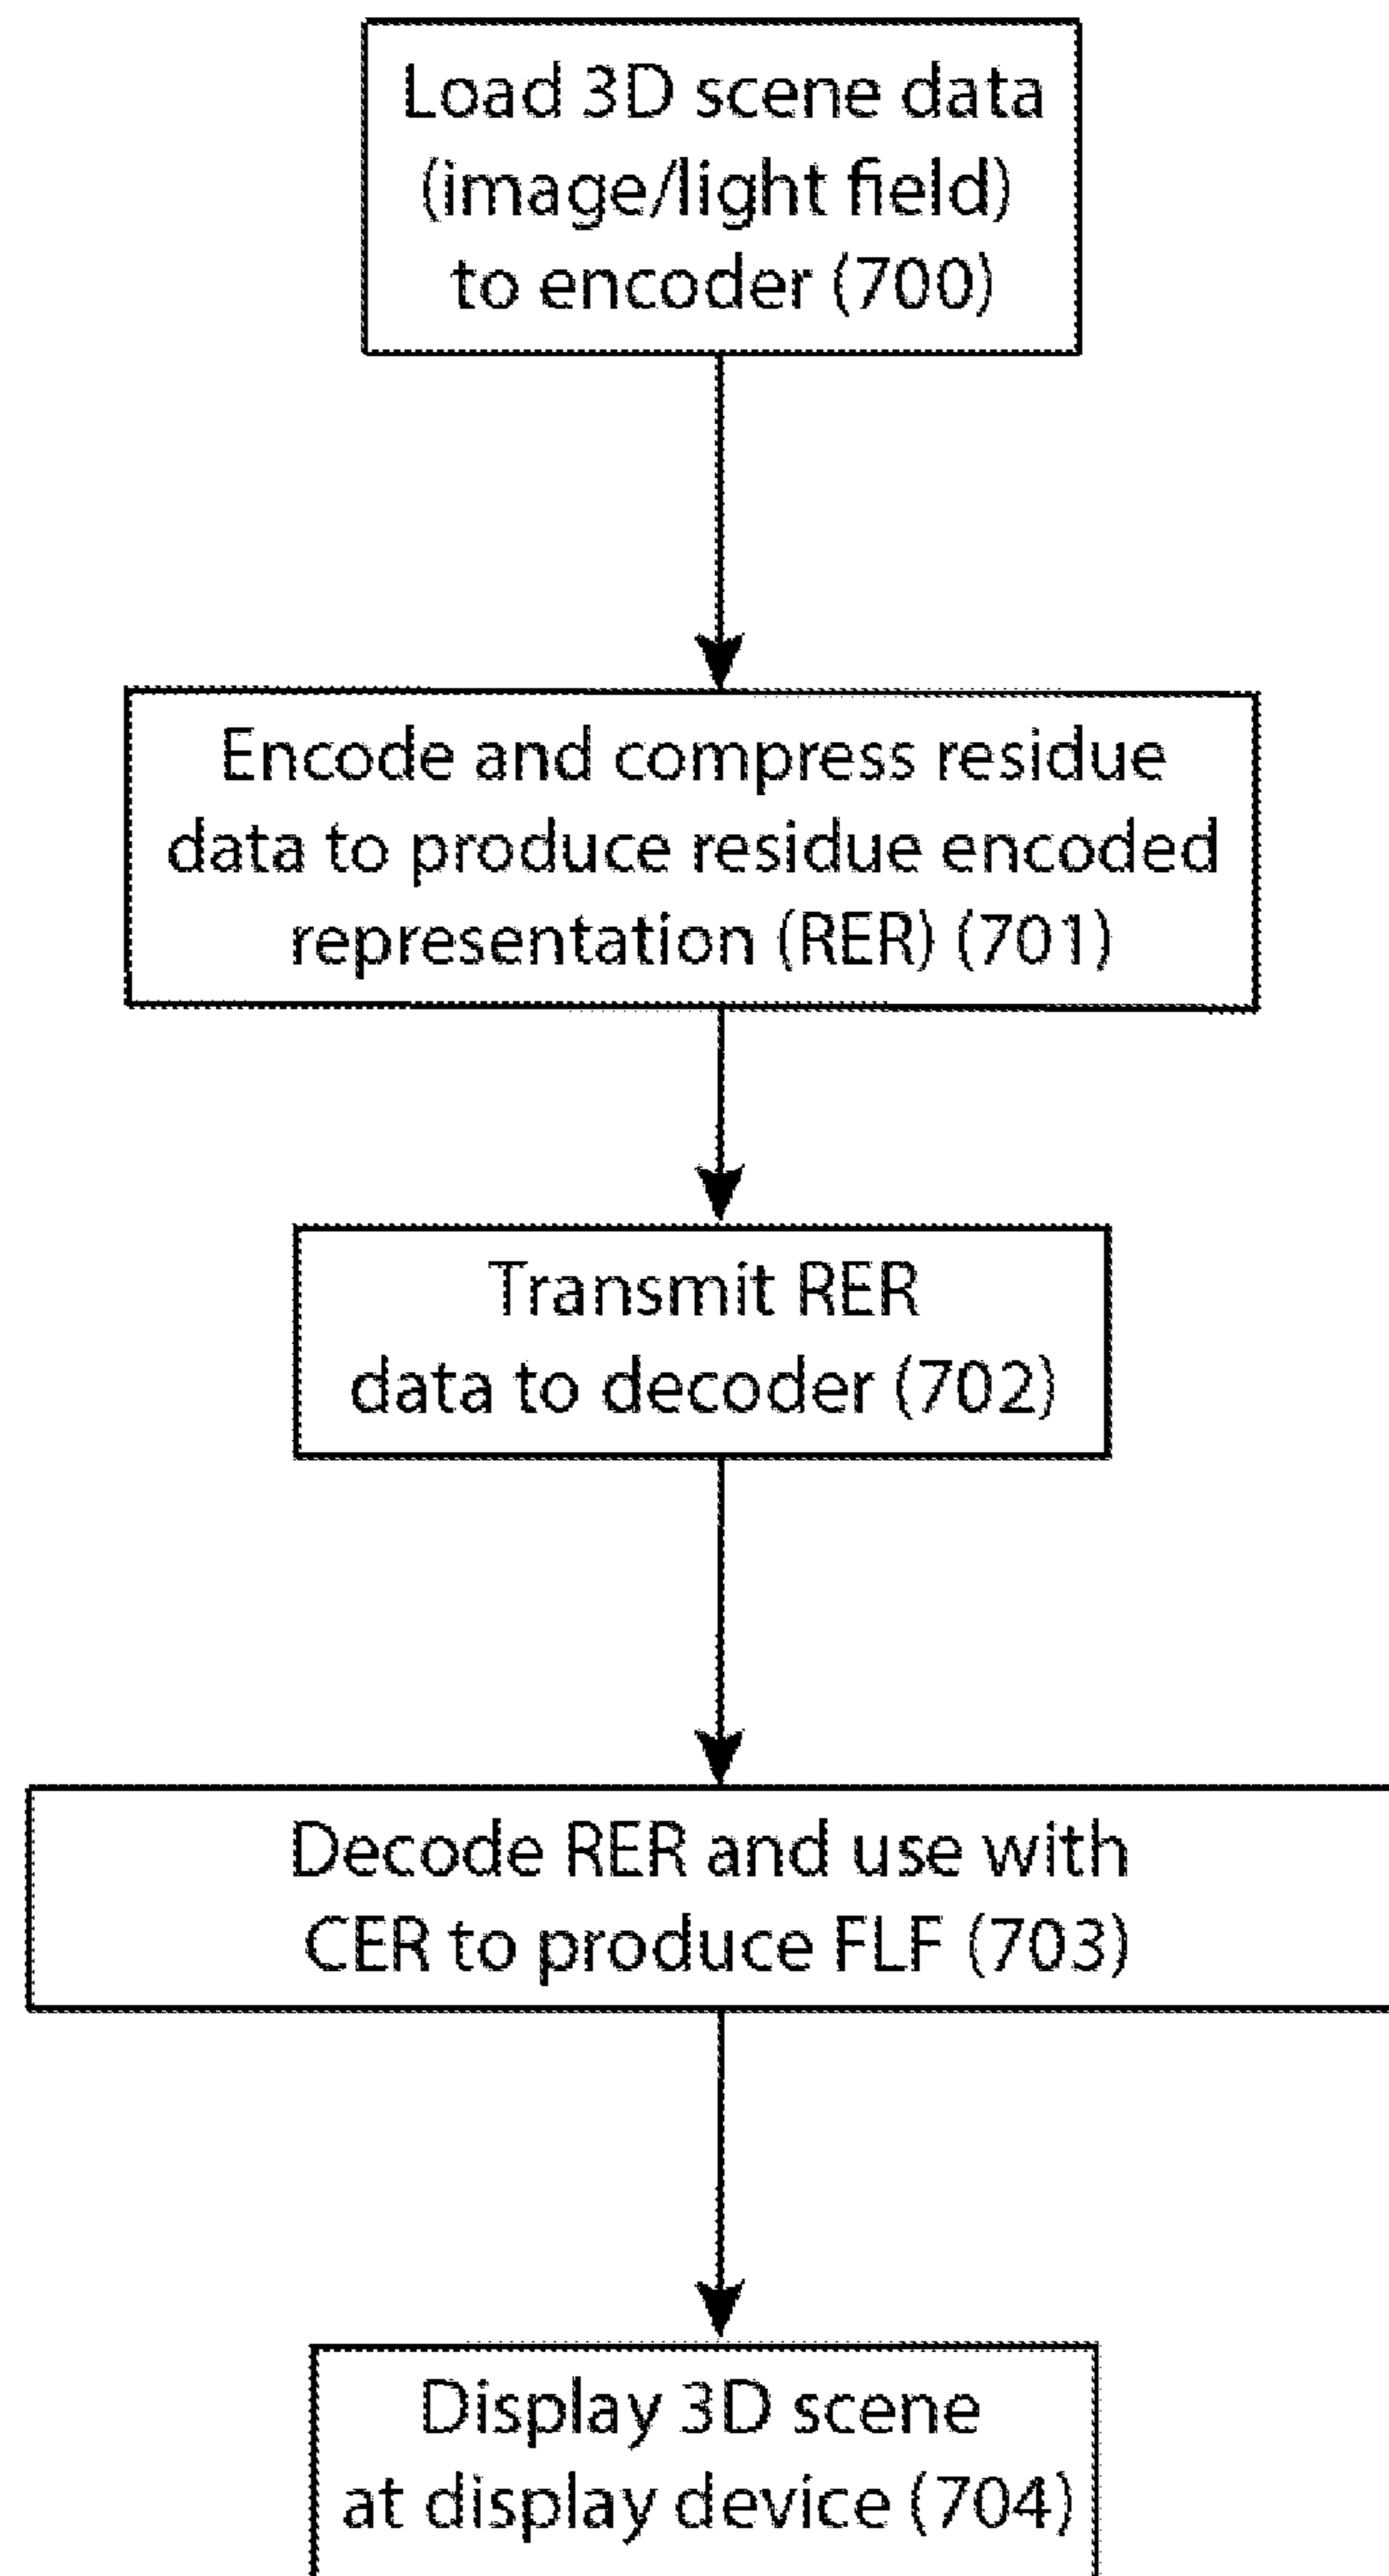 Load 3D scene data
(image/light field)
to encoder (700)
Encode and compress residue
data to produce residue encoded
representation (RER) (701)
Transmit RER
data to decoder (702)
Decode RER and use with
CER to produce FLF (703)
Display 3D scene
at display device (704)